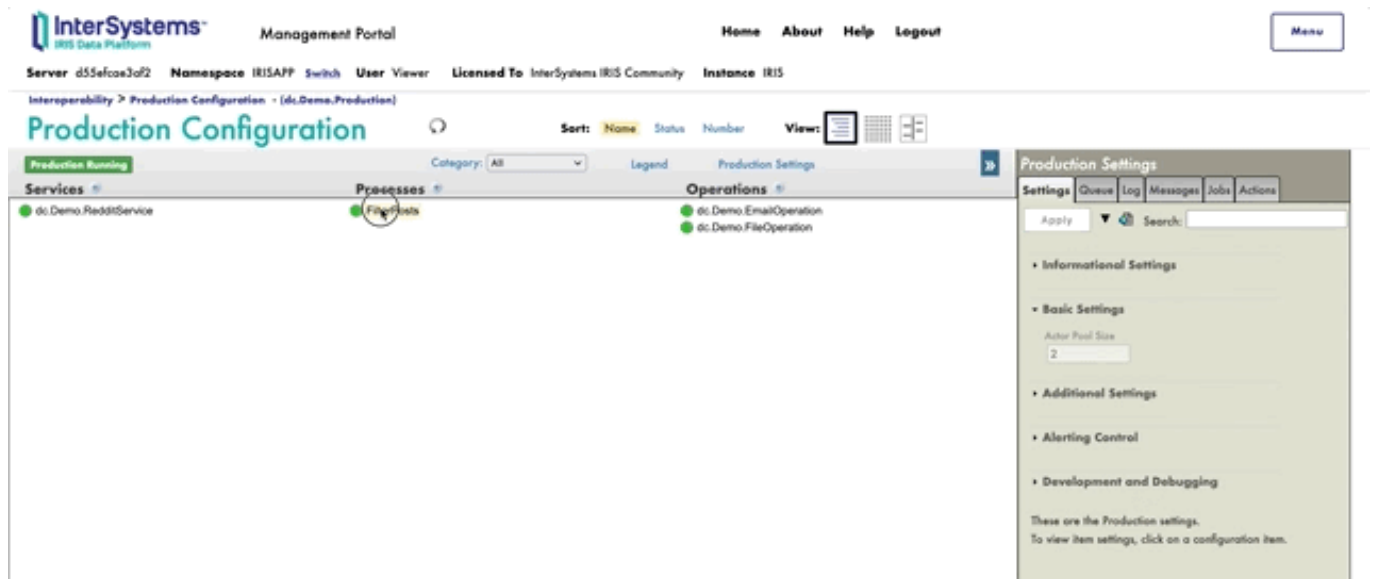 InterSystems™
IRIS Data Platform
Management Portal
Home About Help Logout
Menu
Server d55efcae3af2 Namespace IRISAPP Switch User Viewer Licensed To InterSystems IRIS Community Instance IRIS
Interoperability > Production Configuration - (dc.Demo.Production)
Production Configuration
Sort: Name Status Number View:
Production Running
Category: All
Legend
Production Settings
»
Services
Processes
Operations
dc.Demo.RedditService
FilterPosts
dc.Demo.EmailOperation
dc.Demo.FileOperation
Production Settings
Settings Queue Log Messages Jobs Actions
Apply
Search:
Informational Settings
Basic Settings
Actor Pool Size
2
Additional Settings
Alerting Control
Development and Debugging
These are the Production settings.
To view item settings, click on a configuration item.